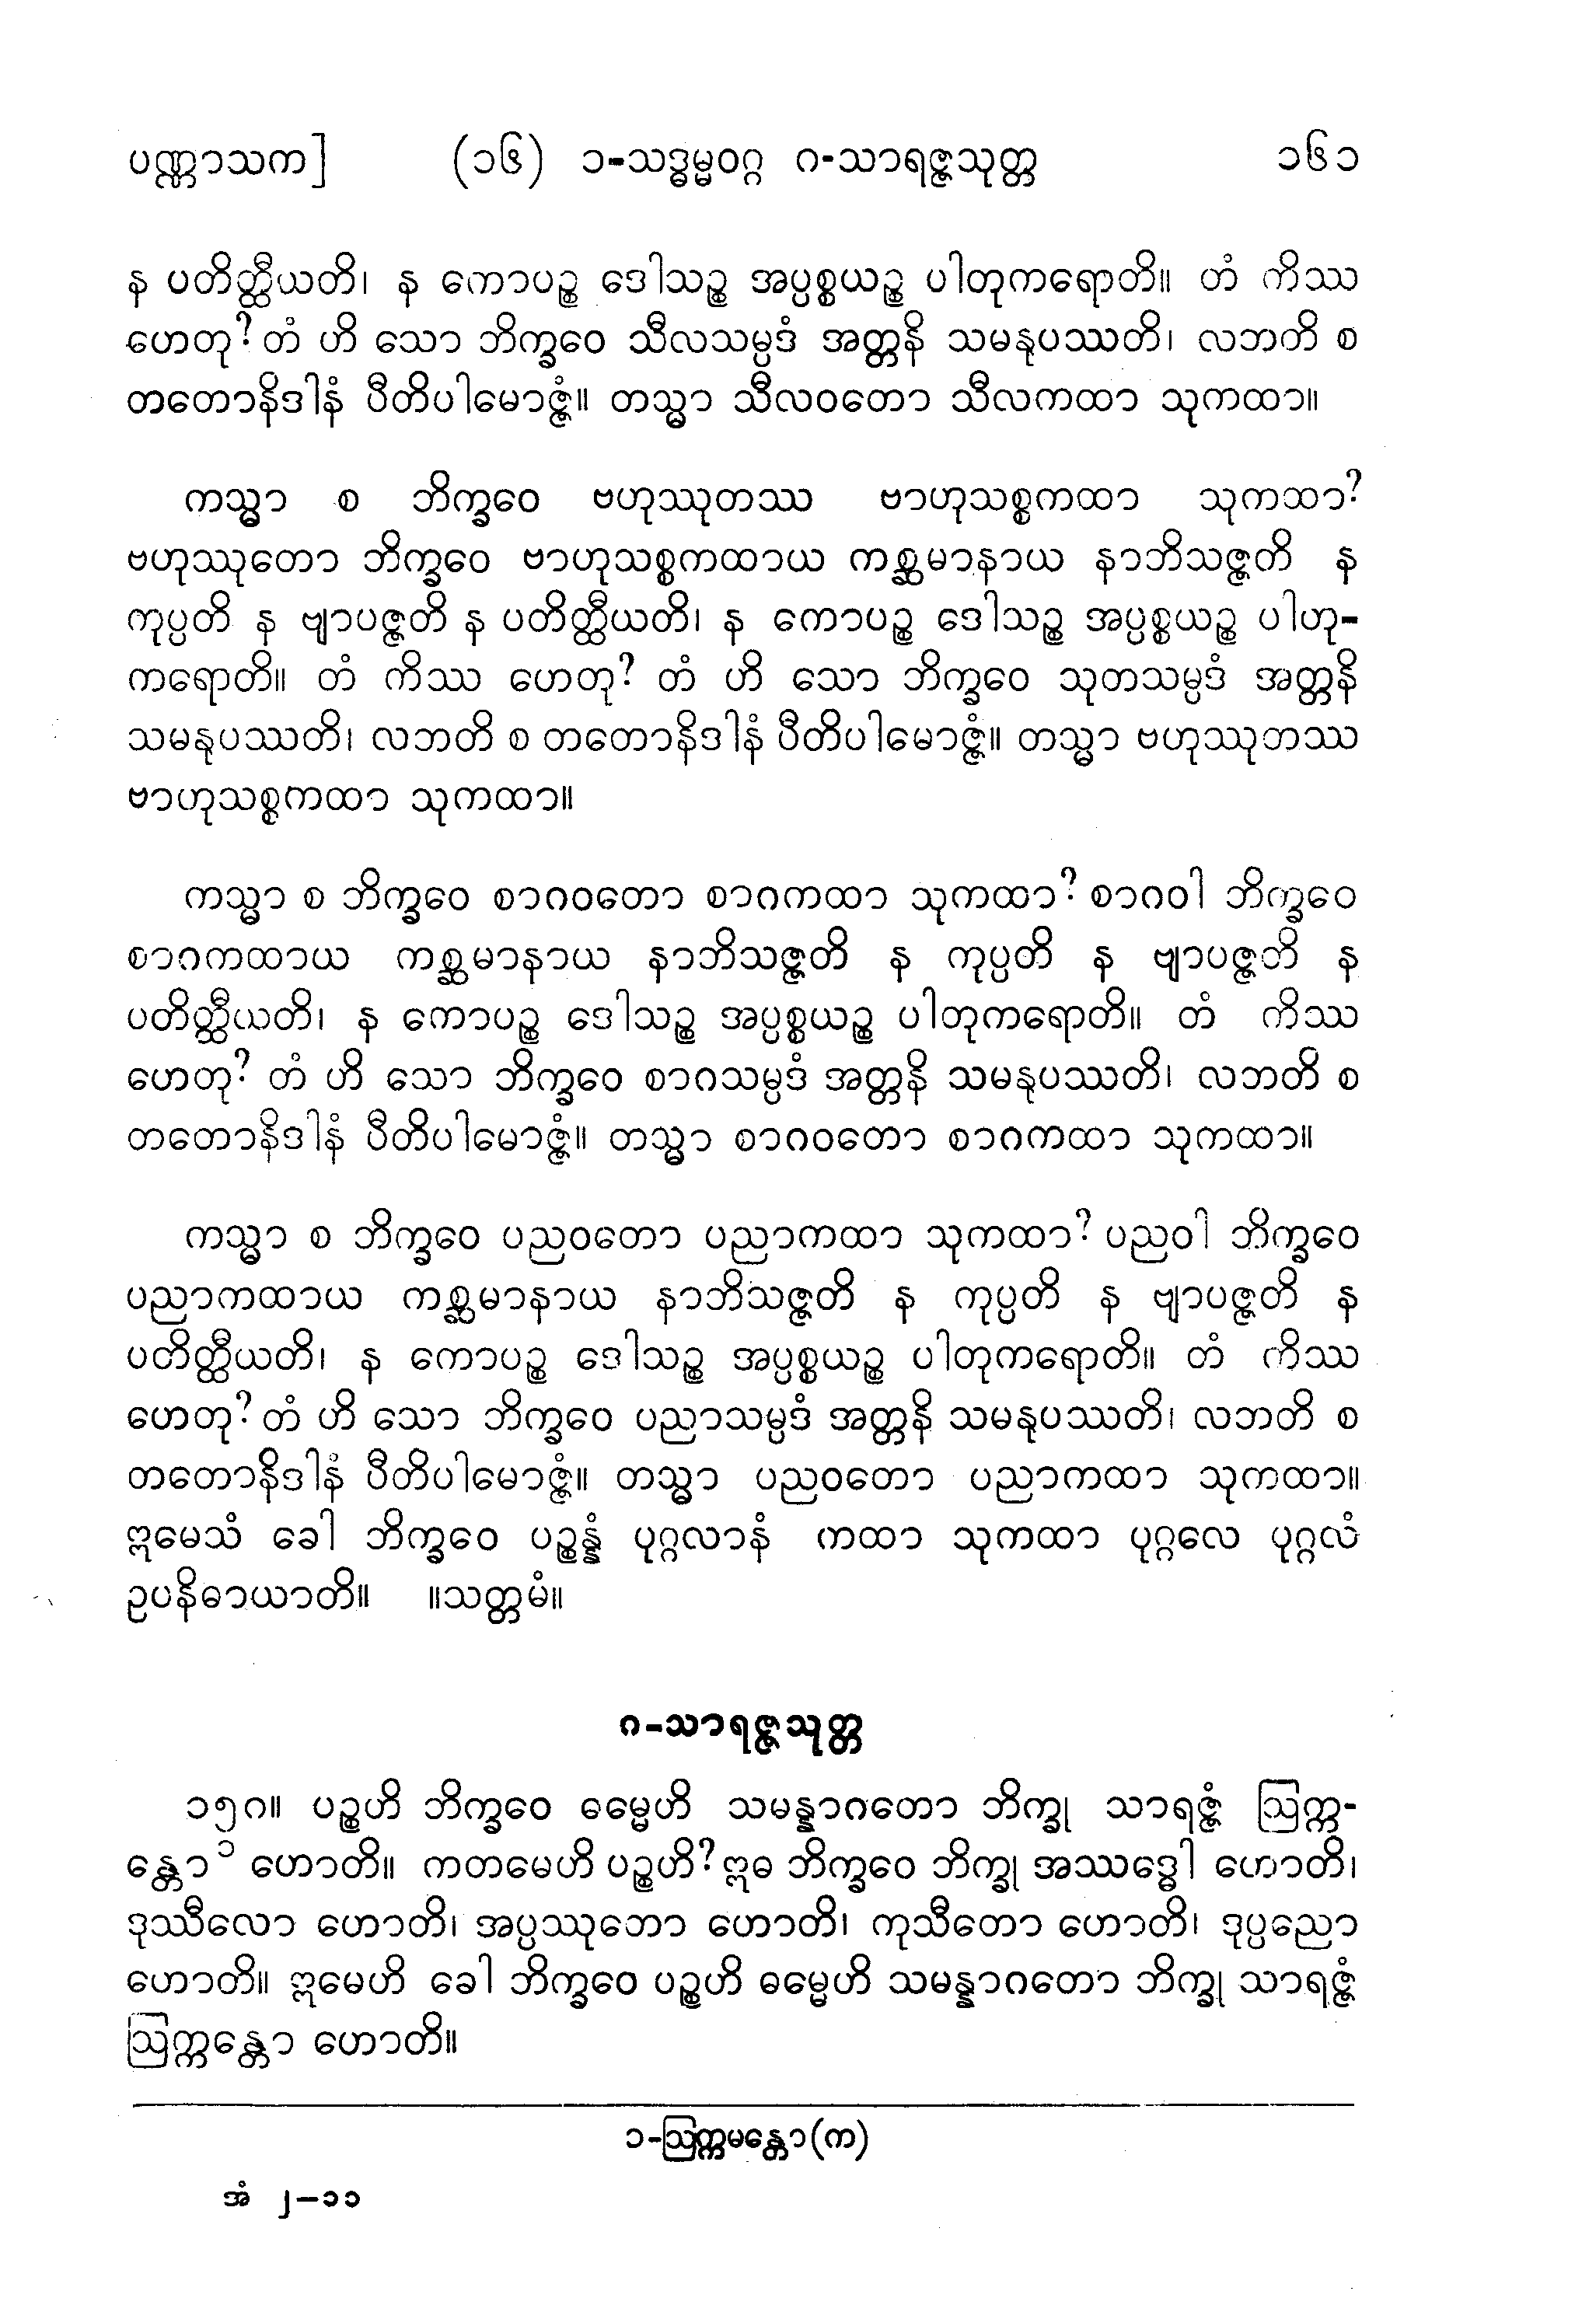 ပဏ္ဏာသက] (၁၆) ၁-သဒ္ဓမ္မဝဂ္ဂ ၈-သာရဇ္ဇသုတ္တ ၁၆၁
န ပတိတ္ထီယတိ၊ န ကောပဉ္စ ဒေါသဉ္စ အပ္ပစ္စယဉ္စ ပါတုကရောတိ။ တံ ကိဿ
ဟေတု? တံ ဟိ သော ဘိက္ခဝေ သီလသမ္ပဒံ အတ္တနိ သမနုပဿတိ၊ လဘတိ စ
တတောနိဒါနံ ပီတိပါမောဇ္ဇံ။ တသ္မာ သီလဝတော သီလကထာ သုကထာ။
ကသ္မာ စ ဘိက္ခဝေ ဗဟုဿုတဿ ဗာဟုသစ္စကထာ သုကထာ?
ဗဟုဿုတော ဘိက္ခဝေ ဗာဟုသစ္စကထာယ ကစ္ဆမာနာယ နာဘိသဇ္ဇတိ န
ကုပ္ပတိ န ဗျာပဇ္ဇတိ န ပတိတ္ထီယတိ၊ န ကောပဉ္စ ဒေါသဉ္စ အပ္ပစ္စယဉ္စ ပါတု-
ကရောတိ။ တံ ကိဿ ဟေတု? တံ ဟိ သော ဘိက္ခဝေ သုတသမ္ပဒံ အတ္တနိ
သမနုပဿတိ၊ လဘတိ စ တတောနိဒါနံ ပီတိပါမောဇ္ဇံ။ တသ္မာ ဗဟုဿုတဿ
ဗာဟုသစ္စကထာ သုကထာ။
ကသ္မာ စ ဘိက္ခဝေ စာဂဝတော စာဂကထာ သုကထာ? စာဂဝါ ဘိက္ခဝေ
စာဂကထာယ ကစ္ဆမာနာယ နာဘိသဇ္ဇတိ န ကုပ္ပတိ န ဗျာပဇ္ဇတိ န
ပတိတ္ထီယတိ၊ န ကောပဉ္စ ဒေါသဉ္စ အပ္ပစ္စယဉ္စ ပါတုကရောတိ။ တံ ကိဿ
ဟေတု? တံ ဟိ သော ဘိက္ခဝေ စာဂသမ္ပဒံ အတ္တနိ သမနုပဿတိ၊ လဘတိ စ
တတောနိဒါနံ ပီတိပါမောဇ္ဇံ။ တသ္မာ စာဂဝတော စာဂကထာ သုကထာ။
ကသ္မာ စ ဘိက္ခဝေ ပညဝတော ပညာကထာ သုကထာ? ပညဝါ ဘိက္ခဝေ
ပညာကထာယ ကစ္ဆမာနာယ နာဘိသဇ္ဇတိ န ကုပ္ပတိ န ဗျာပဇ္ဇတိ န
ပတိတ္ထီယတိ၊ န ကောပဉ္စ ဒေါသဉ္စ အပ္ပစ္စယဉ္စ ပါတုကရောတိ။ တံ ကိဿ
ဟေတု? တံ ဟိ သော ဘိက္ခဝေ ပညာသမ္ပဒံ အတ္တနိ သမနုပဿတိ၊ လဘတိ စ
တတောနိဒါနံ ပီတိပါမောဇ္ဇံ။ တသ္မာ ပညဝတော ပညာကထာ သုကထာ။
ဣမေသံ ခေါ ဘိက္ခဝေ ပဉ္စန္နံ ပုဂ္ဂလာနံ ကထာ သုကထာ ပုဂ္ဂလေ ပုဂ္ဂလံ
ဥပနိဓာယာတိ။ ။သတ္တမံ။
၈-သာရဇ္ဇသုတ္တ
၁၅၈။ ပဉ္စဟိ ဘိက္ခဝေ ဓမ္မေဟိ သမန္နာဂတော ဘိက္ခု သာရဇ္ဇံ ဩက္က-
န္တော၁ ဟောတိ။ ကတမေဟိ ပဉ္စဟိ? ဣဓ ဘိက္ခဝေ ဘိက္ခု အဿဒ္ဓေါ ဟောတိ၊
ဒုဿီလော ဟောတိ၊ အပ္ပဿုတော ဟောတိ၊ ကုသီတော ဟောတိ၊ ဒုပ္ပညော
ဟောတိ။ ဣမေဟိ ခေါ ဘိက္ခဝေ ပဉ္စဟိ ဓမ္မေဟိ သမန္နာဂတော ဘိက္ခု သာရဇ္ဇံ
ဩက္ကန္တော ဟောတိ။
၁-ဩက္ကမန္တော(က)
အံ ၂–၁၁